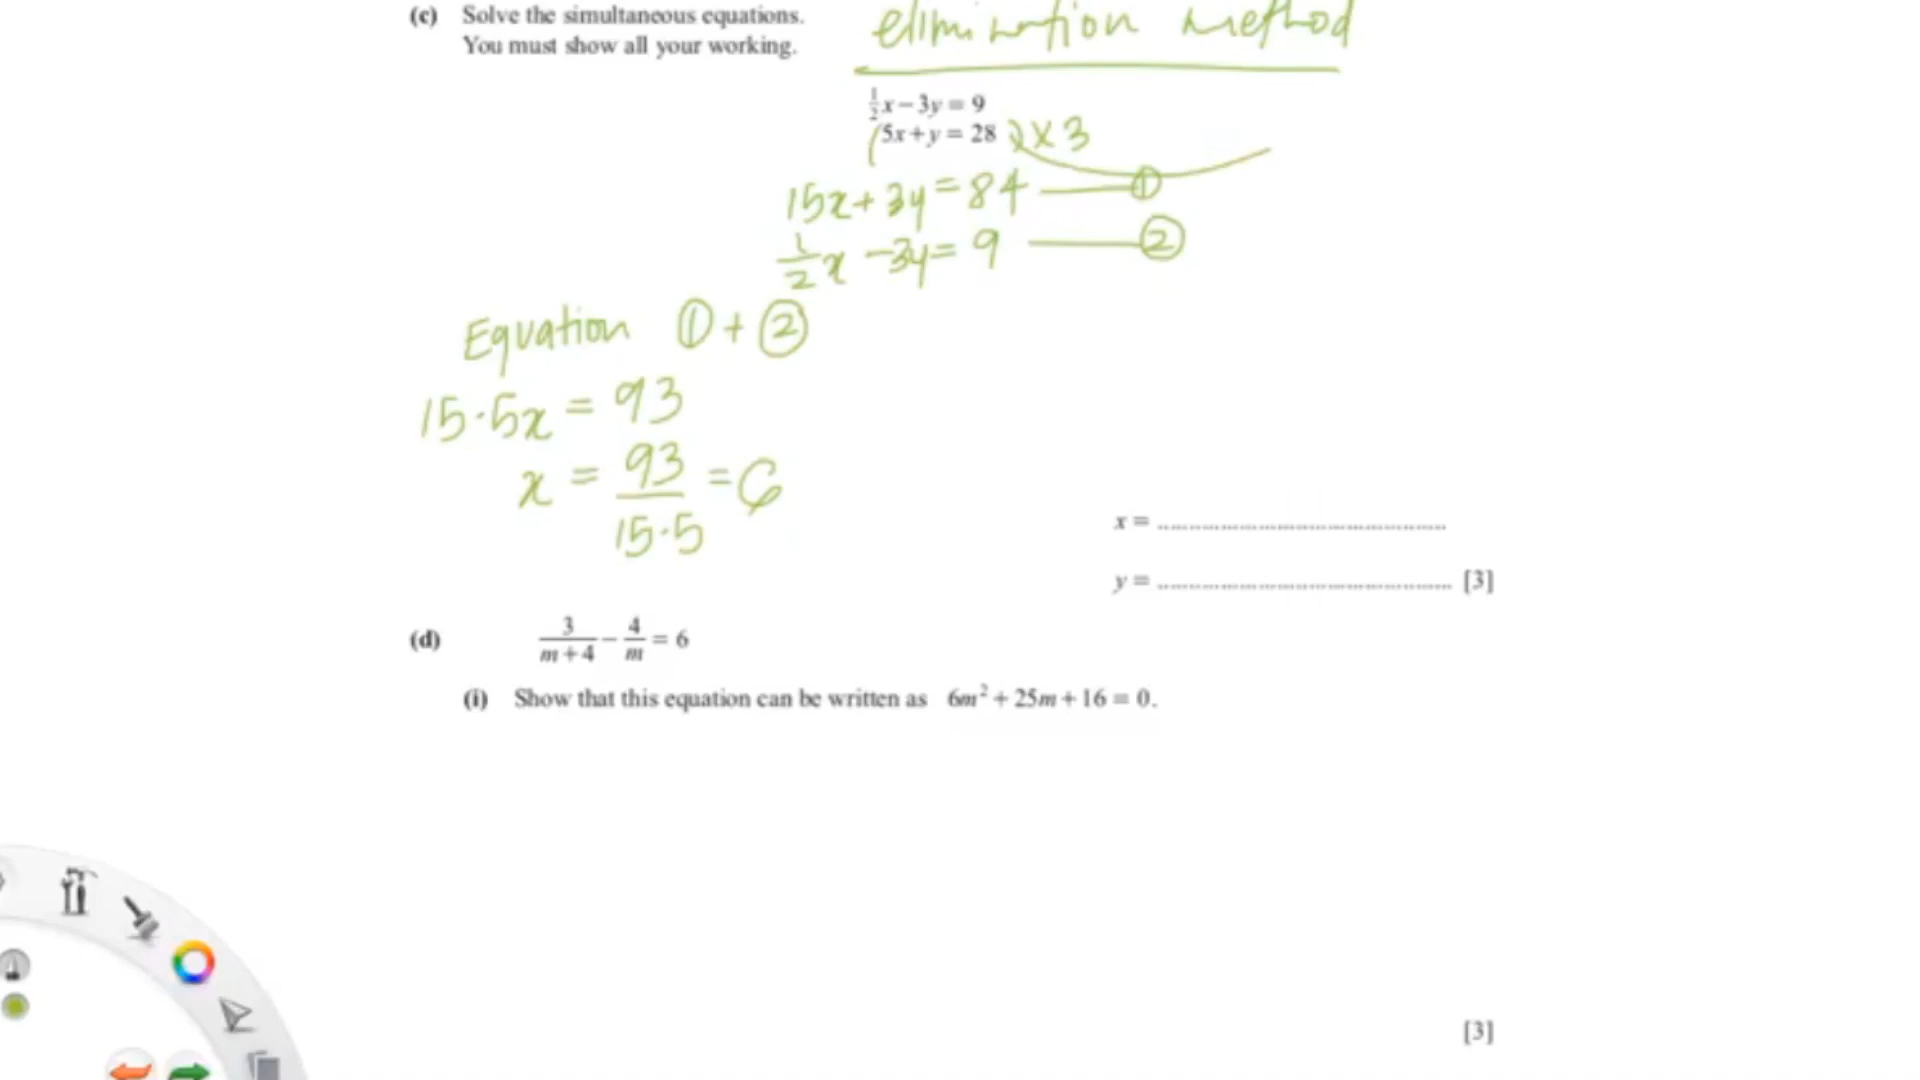 (c) Solve the simultaneous equations.
You must show all your working.
elimination method
½x − 3y = 9
(5x + y = 28) × 3
15x + 3y = 84 —— ①
½x − 3y = 9 —— ②
Equation ① + ②
15·5x = 93
x = 93/15·5 = 6
x = ................................................
y = ................................................ [3]
(d) 3/(m + 4) − 4/m = 6
(i) Show that this equation can be written as 6m² + 25m + 16 = 0.
[3]